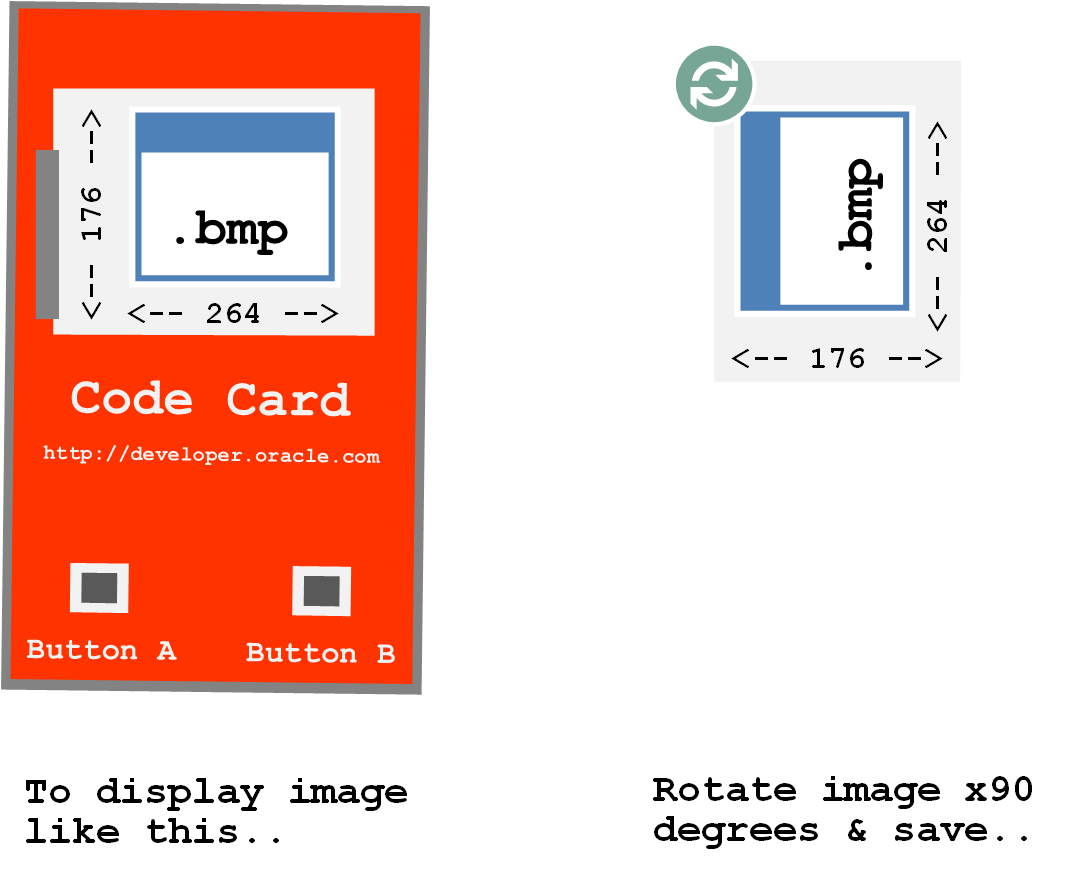 <-- 176 -->
.bmp
<-- 264 -->
Code Card
http://developer.oracle.com
Button A
Button B
To display image
like this..
.bmp
<-- 264 -->
<-- 176 -->
Rotate image x90
degrees & save..